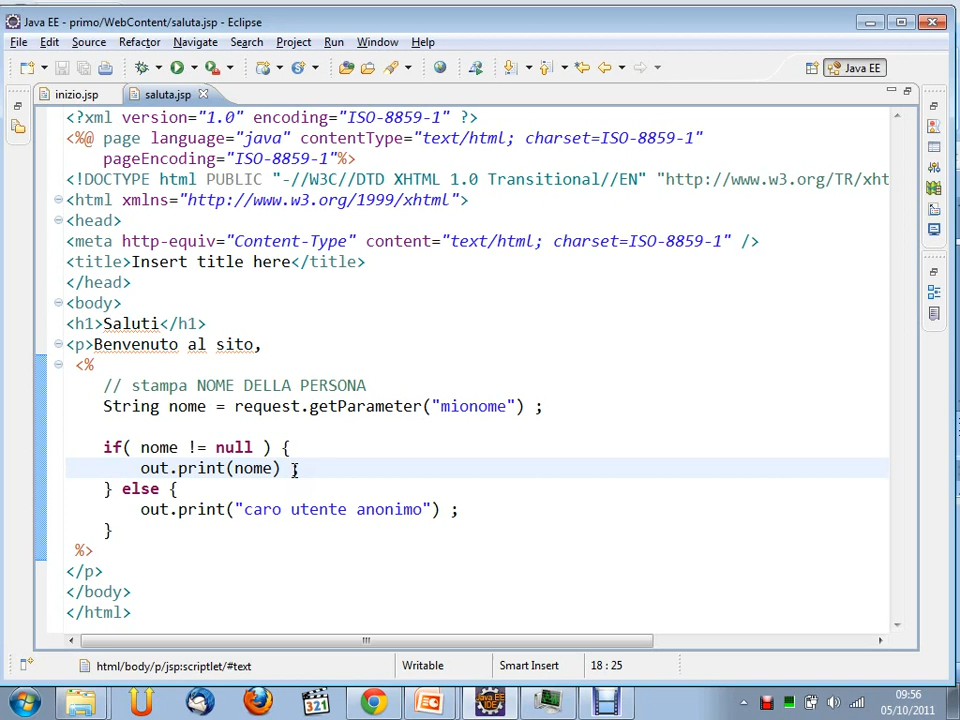 Java EE - primo/WebContent/saluta.jsp - Eclipse
File Edit Source Refactor Navigate Search Project Run Window Help
Java EE
inizio.jsp saluta.jsp
<?xml version="1.0" encoding="ISO-8859-1" ?>
<%@ page language="java" contentType="text/html; charset=ISO-8859-1"
    pageEncoding="ISO-8859-1"%>
<!DOCTYPE html PUBLIC "-//W3C//DTD XHTML 1.0 Transitional//EN" "http://www.w3.org/TR/xht
<html xmlns="http://www.w3.org/1999/xhtml">
<head>
<meta http-equiv="Content-Type" content="text/html; charset=ISO-8859-1" />
<title>Insert title here</title>
</head>
<body>
<h1>Saluti</h1>
<p>Benvenuto al sito,
 <%
    // stampa NOME DELLA PERSONA
    String nome = request.getParameter("mionome") ;
    if( nome != null ) {
        out.print(nome) ;
    } else {
        out.print("caro utente anonimo") ;
    }
 %>
</p>
</body>
</html>
html/body/p/jsp:scriptlet/#text Writable Smart Insert 18 : 25
321
Java EE IDE
09:56
05/10/2011